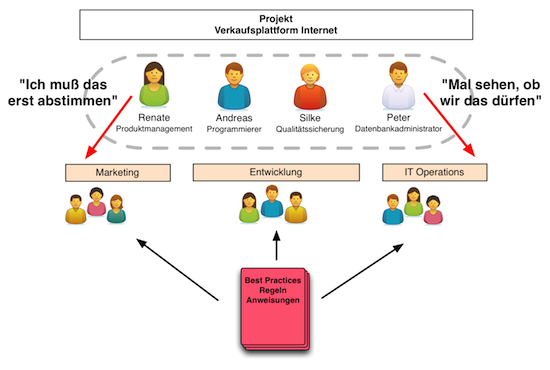 Projekt
Verkaufsplattform Internet
"Ich muß das
erst abstimmen"
"Mal sehen, ob
wir das dürfen"
Renate
Produktmanagement
Andreas
Programmierer
Silke
Qualitätssicherung
Peter
Datenbankadministrator
Marketing
Entwicklung
IT Operations
Best Practices
Regeln
Anweisungen